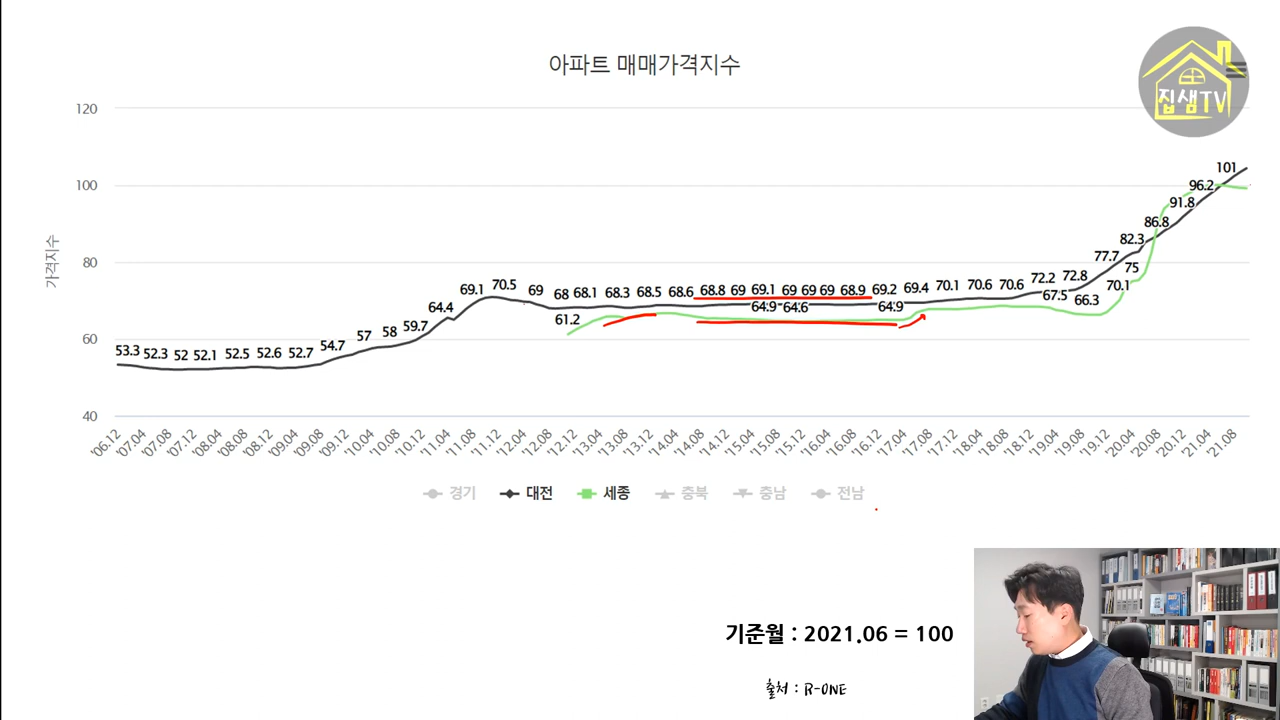 아파트 매매가격지수
집샘TV
120
100
80
60
40
가격지수
53.3 52.3 52 52.1 52.5 52.6 52.7 54.7 57 58 59.7 64.4 69.1 70.5 69 68 68.1 68.3 68.5 68.6 68.8 69 69.1 69 69 69 68.9 69.2 69.4 70.1 70.6 70.6 72.2 72.8 77.7 82.3 86.8 91.8 96.2 101
61.2 64.9 64.6 64.9 67.5 66.3 70.1 75
'06.12 '07.04 '07.08 '07.12 '08.04 '08.08 '08.12 '09.04 '09.08 '09.12 '10.04 '10.08 '10.12 '11.04 '11.08 '11.12 '12.04 '12.08 '12.12 '13.04 '13.08 '13.12 '14.04 '14.08 '14.12 '15.04 '15.08 '15.12 '16.04 '16.08 '16.12 '17.04 '17.08 '17.12 '18.04 '18.08 '18.12 '19.04 '19.08 '19.12 '20.04 '20.08 '20.12 '21.04 '21.08
경기 대전 세종 충북 충남 전남
기준월 : 2021.06 = 100
출처 : R-ONE